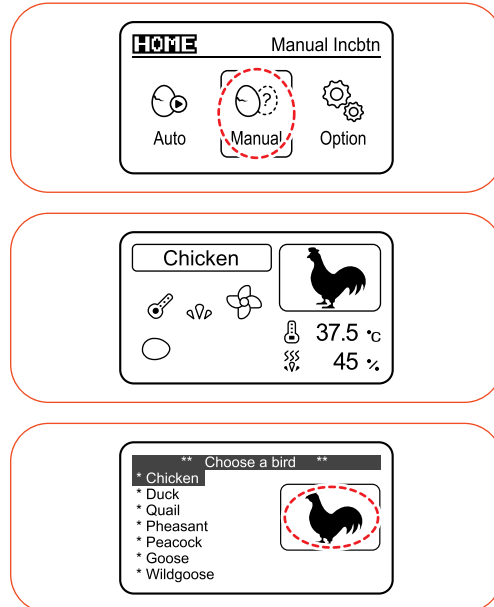 HOME Manual Incbtn
Auto Manual Option
Chicken
37.5 °C
45 %
** Choose a bird **
* Chicken
* Duck
* Quail
* Pheasant
* Peacock
* Goose
* Wildgoose